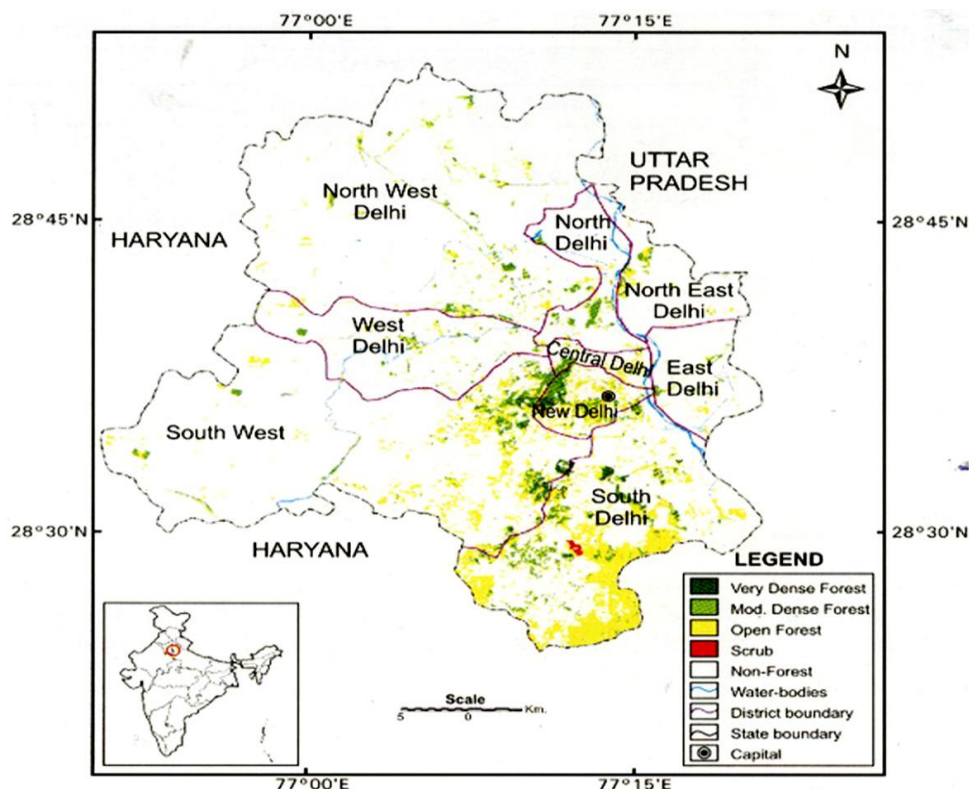 77°00'E 77°15'E
N
UTTAR
PRADESH
North West
Delhi
28°45'N
North
Delhi
28°45'N
HARYANA
North East
Delhi
West
Delhi
Central Delhi
East
Delhi
New Delhi
South West
South
Delhi
28°30'N
28°30'N
HARYANA
LEGEND
Very Dense Forest
Mod. Dense Forest
Open Forest
Scrub
Non-Forest
Water-bodies
District boundary
State boundary
Capital
Scale
5 0 5 Km.
77°00'E 77°15'E